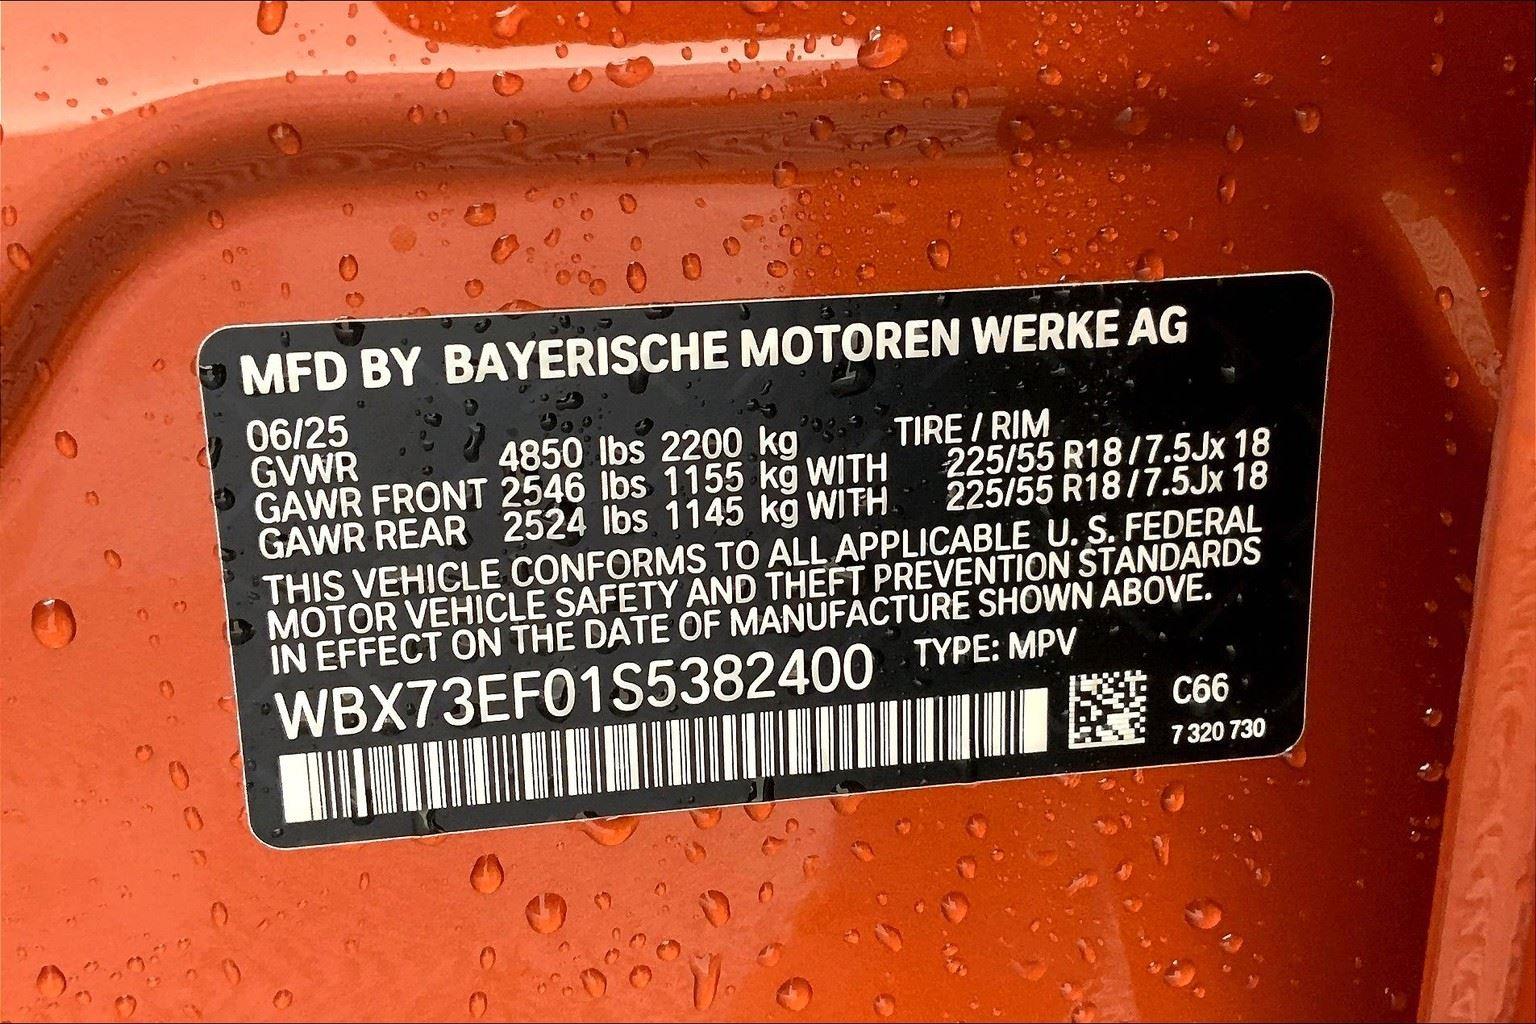 MFD BY BAYERISCHE MOTOREN WERKE AG
06/25 TIRE / RIM
GVWR 4850 lbs 2200 kg
GAWR FRONT 2546 lbs 1155 kg WITH 225/55 R18 / 7.5Jx 18
GAWR REAR 2524 lbs 1145 kg WITH 225/55 R18 / 7.5Jx 18
THIS VEHICLE CONFORMS TO ALL APPLICABLE U. S. FEDERAL
MOTOR VEHICLE SAFETY AND THEFT PREVENTION STANDARDS
IN EFFECT ON THE DATE OF MANUFACTURE SHOWN ABOVE.
WBX73EF01S5382400 TYPE: MPV
C66
7 320 730